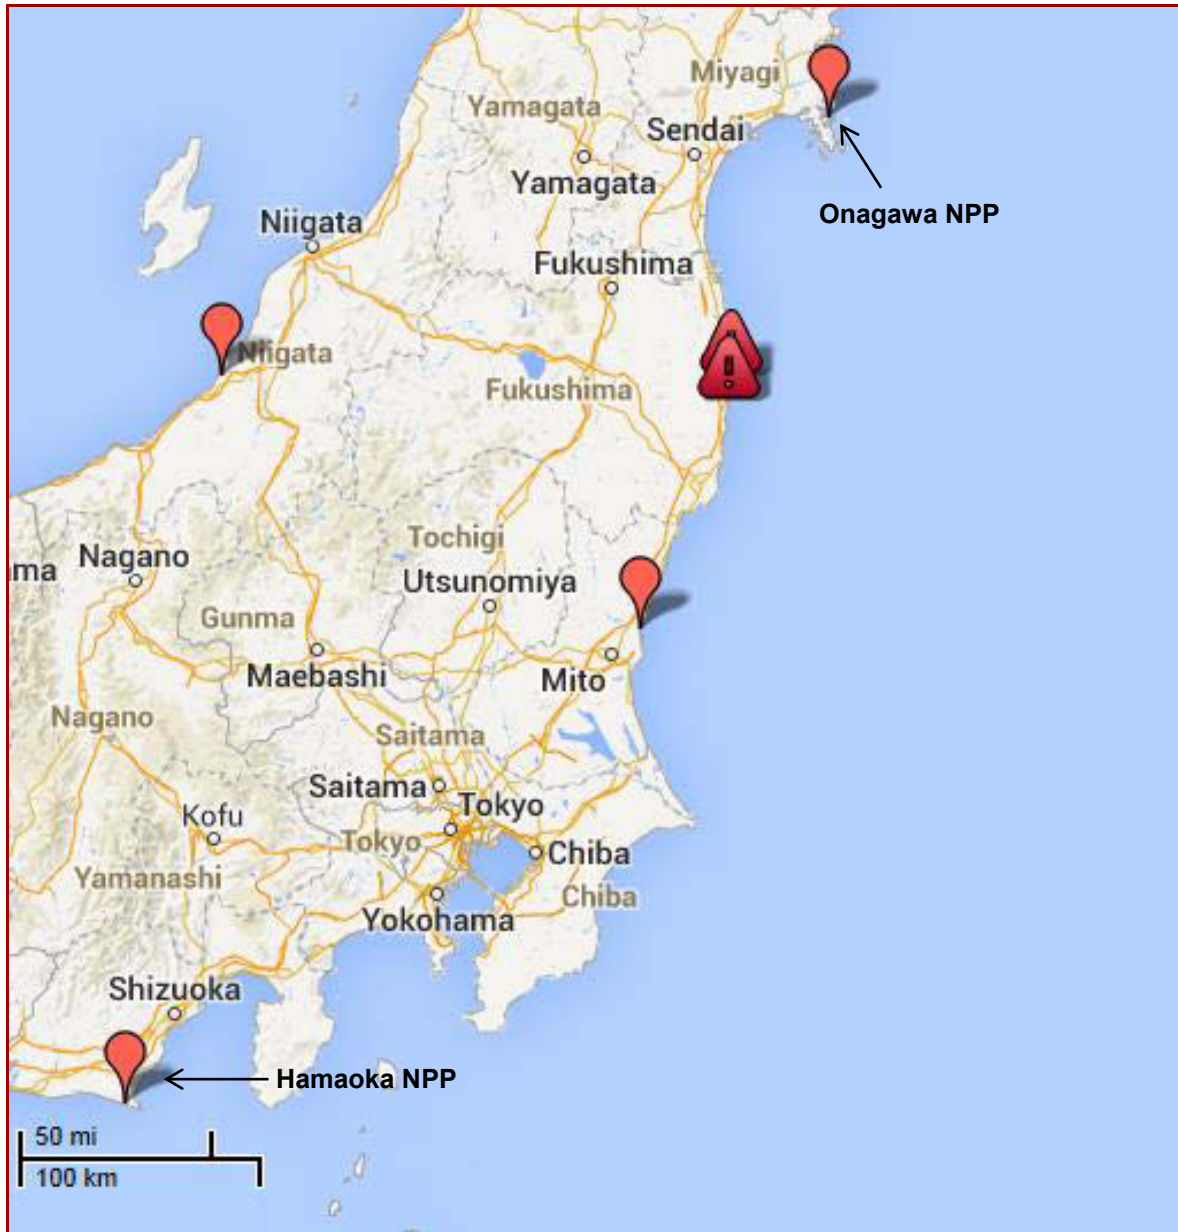 Miyagi
Yamagata
Sendai
Yamagata
Onagawa NPP
Niigata
Fukushima
Niigata
Fukushima
!
Tochigi
Nagano
ama
Utsunomiya
Gunma
Maebashi
Mito
Nagano
Saitama
Saitama
Tokyo
Kofu
Tokyo
Chiba
Yamanashi
Chiba
Yokohama
Shizuoka
Hamaoka NPP
50 mi
100 km